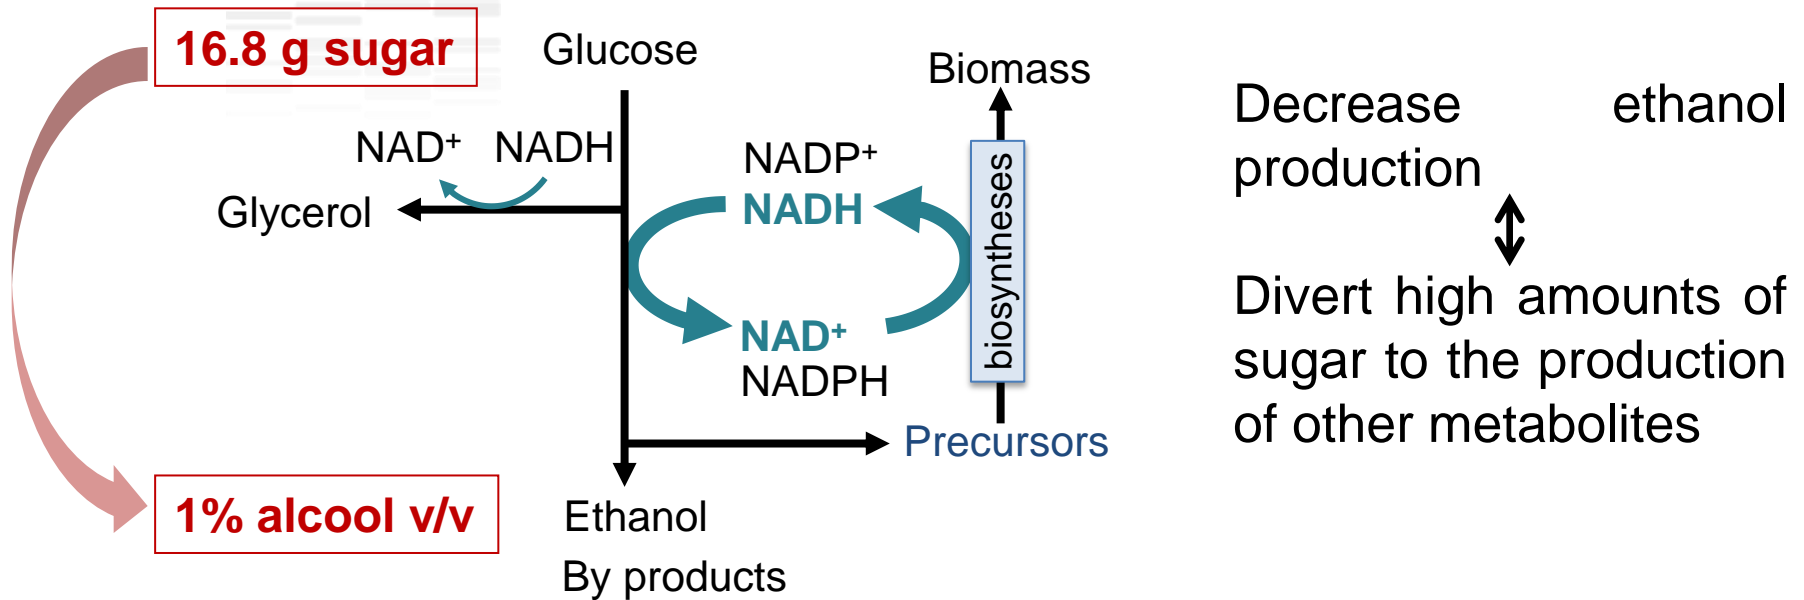 16.8 g sugar
Glucose
Biomass
NAD⁺ NADH
NADP⁺
NADH
Glycerol
biosyntheses
NAD⁺
NADPH
Precursors
1% alcool v/v
Ethanol
By products
Decrease ethanol
production
Divert high amounts of
sugar to the production
of other metabolites